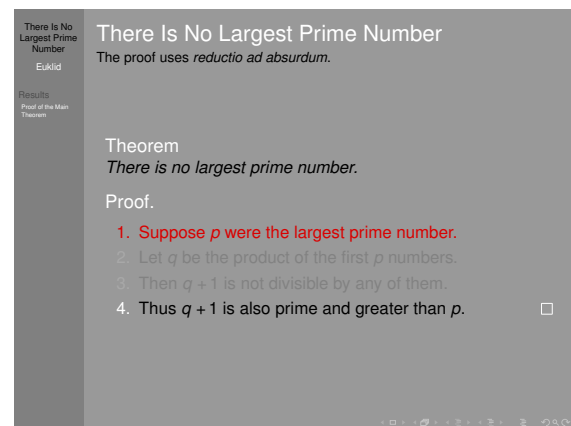 There Is No
Largest Prime
Number
Euklid
Results
Proof of the Main
Theorem
There Is No Largest Prime Number
The proof uses reductio ad absurdum.
Theorem
There is no largest prime number.
Proof.
1. Suppose p were the largest prime number.
2. Let q be the product of the first p numbers.
3. Then q + 1 is not divisible by any of them.
4. Thus q + 1 is also prime and greater than p.